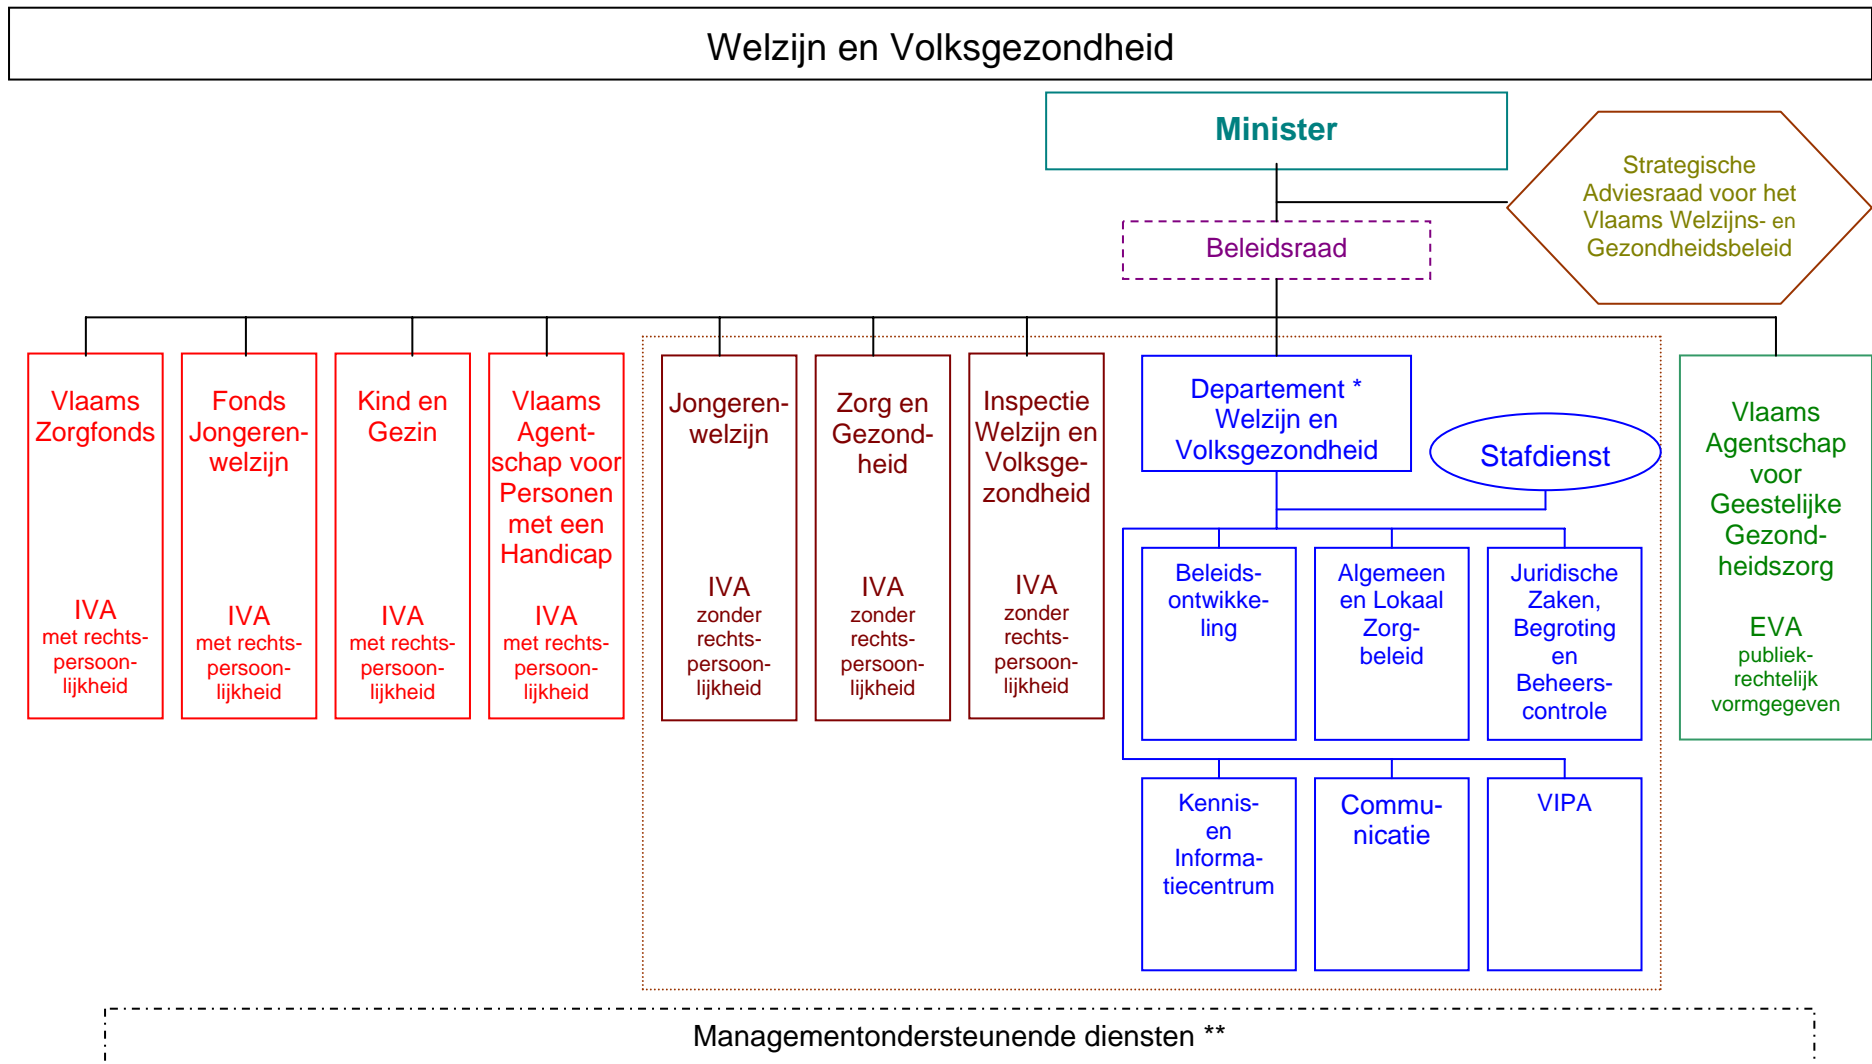 Welzijn en Volksgezondheid
Minister
Strategische
Adviesraad voor het
Vlaams Welzijns- en
Gezondheidsbeleid
Beleidsraad
Vlaams
Zorgfonds
IVA
met rechts-
persoon-
lijkheid
Fonds
Jongeren-
welzijn
IVA
met rechts-
persoon-
lijkheid
Kind en
Gezin
IVA
met rechts-
persoon-
lijkheid
Vlaams
Agent-
schap voor
Personen
met een
Handicap
IVA
met rechts-
persoon-
lijkheid
Jongeren-
welzijn
IVA
zonder
rechts-
persoon-
lijkheid
Zorg en
Gezond-
heid
IVA
zonder
rechts-
persoon-
lijkheid
Inspectie
Welzijn en
Volksge-
zondheid
IVA
zonder
rechts-
persoon-
lijkheid
Departement *
Welzijn en
Volksgezondheid
Stafdienst
Beleids-
ontwikke-
ling
Algemeen
en Lokaal
Zorg-
beleid
Juridische
Zaken,
Begroting
en
Beheers-
controle
Kennis-
en
Informa-
tiecentrum
Commu-
nicatie
VIPA
Vlaams
Agentschap
voor
Geestelijke
Gezond-
heidszorg
EVA
publiek-
rechtelijk
vormgegeven
Managementondersteunende diensten **